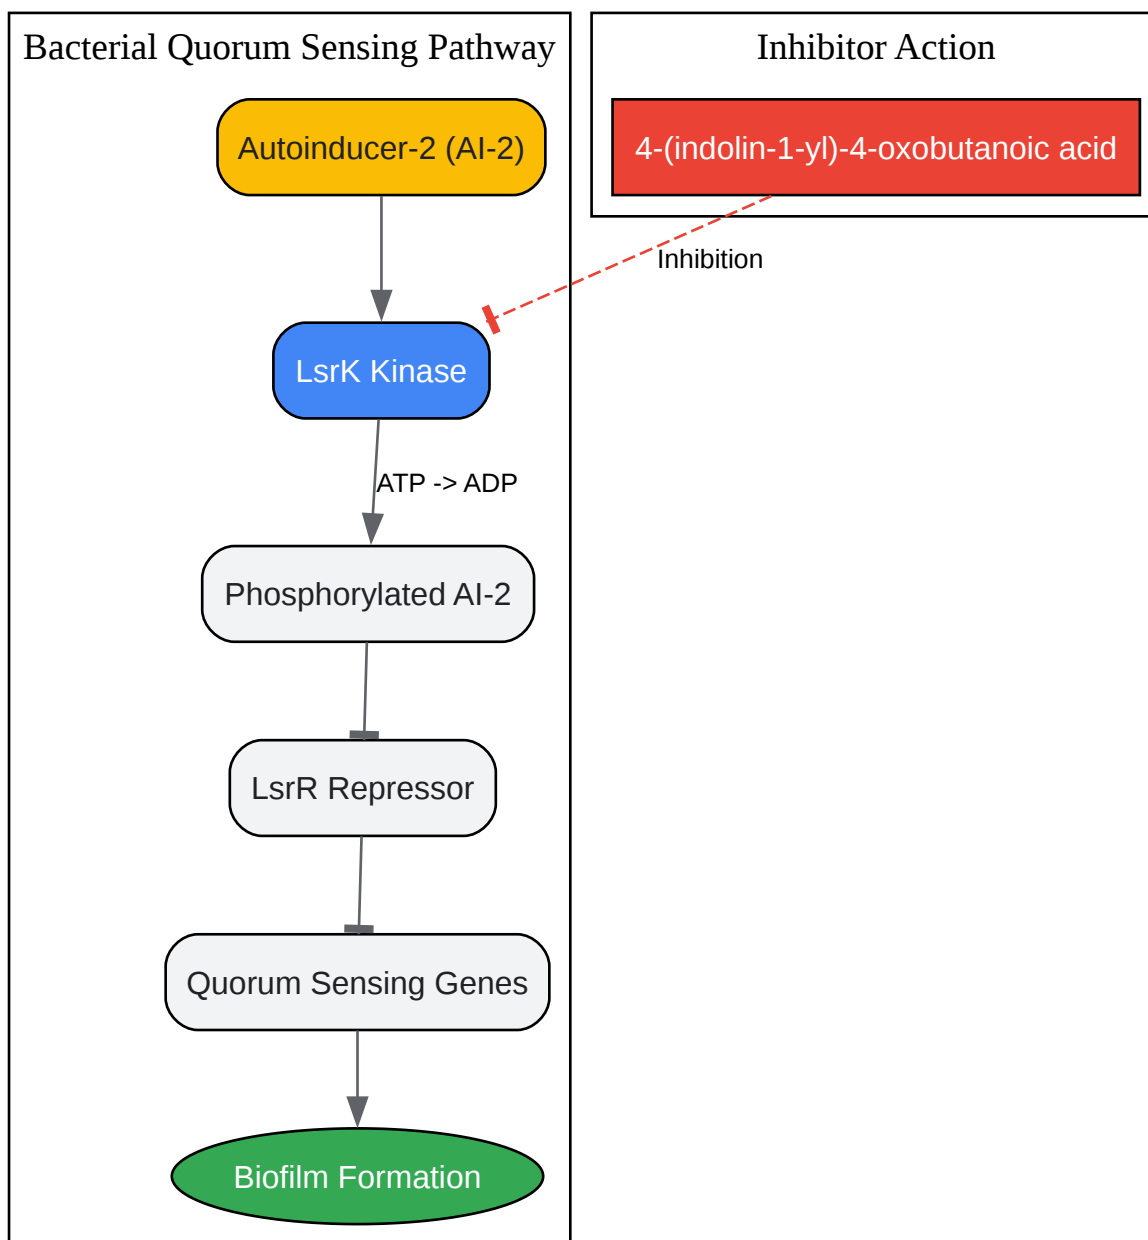 Bacterial Quorum Sensing Pathway
Inhibitor Action
Autoinducer-2 (AI-2)
4-(indolin-1-yl)-4-oxobutanoic acid
Inhibition
LsrK Kinase
ATP -> ADP
Phosphorylated AI-2
LsrR Repressor
Quorum Sensing Genes
Biofilm Formation